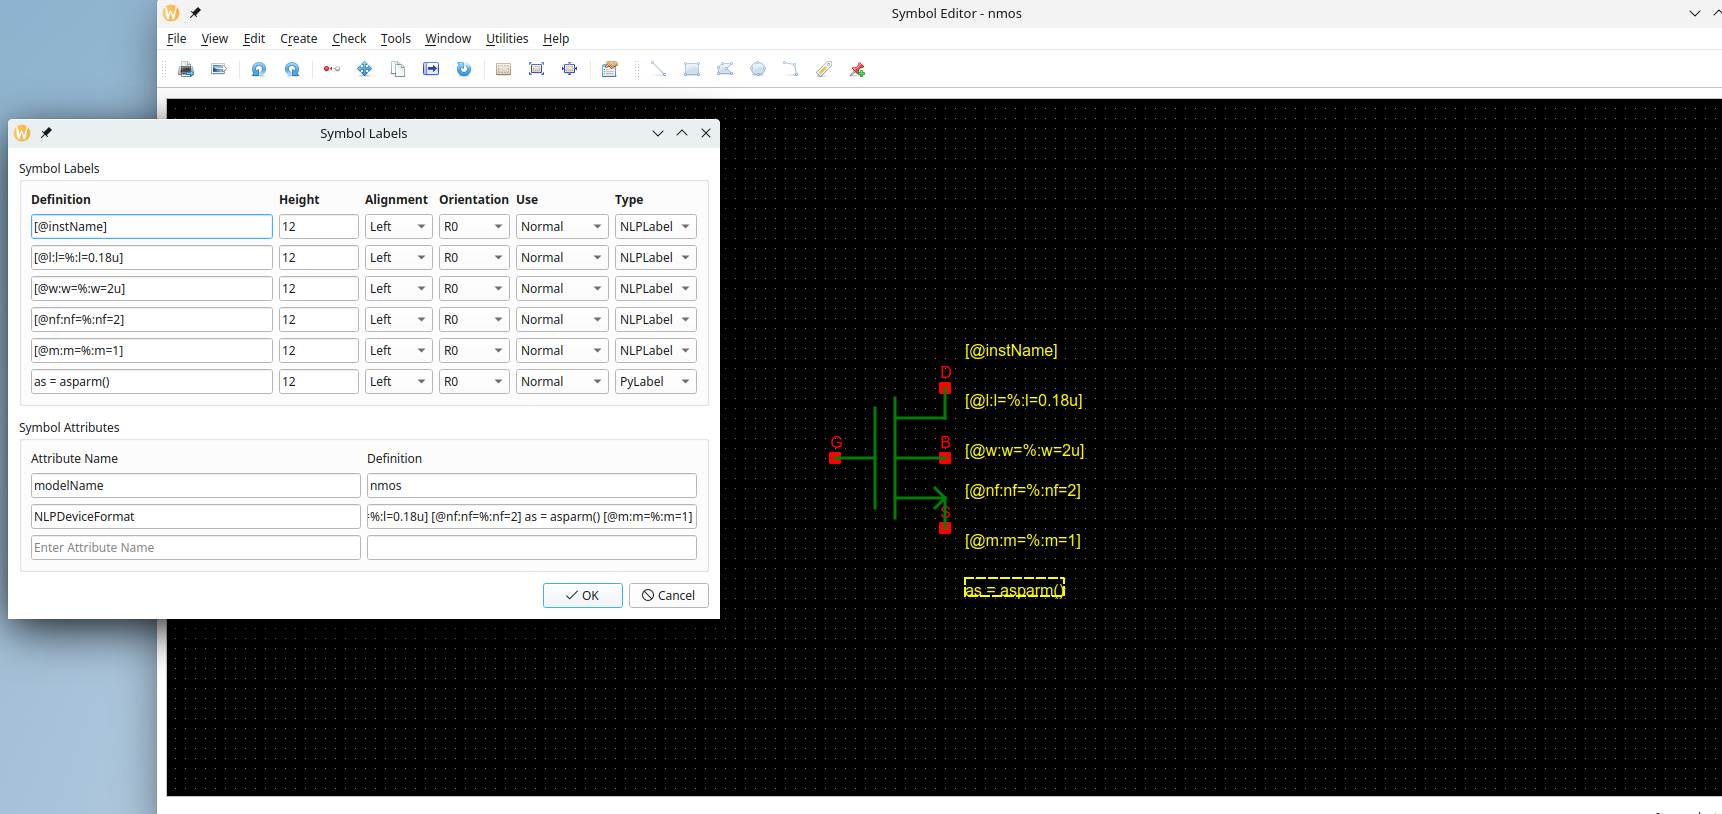 Symbol Editor - nmos
File View Edit Create Check Tools Window Utilities Help
Symbol Labels
Symbol Labels
Definition Height Alignment Orientation Use Type
[@instName] 12 Left R0 Normal NLPLabel
[@l:l=%:l=0.18u] 12 Left R0 Normal NLPLabel
[@w:w=%:w=2u] 12 Left R0 Normal NLPLabel
[@nf:nf=%:nf=2] 12 Left R0 Normal NLPLabel
[@m:m=%:m=1] 12 Left R0 Normal NLPLabel
as = asparm() 12 Left R0 Normal PyLabel
Symbol Attributes
Attribute Name Definition
modelName nmos
NLPDeviceFormat =%:l=0.18u] [@nf:nf=%:nf=2] as = asparm() [@m:m=%:m=1]
Enter Attribute Name
OK Cancel
[@instName]
D
[@l:l=%:l=0.18u]
G
B
[@w:w=%:w=2u]
[@nf:nf=%:nf=2]
S
[@m:m=%:m=1]
as = asparm()